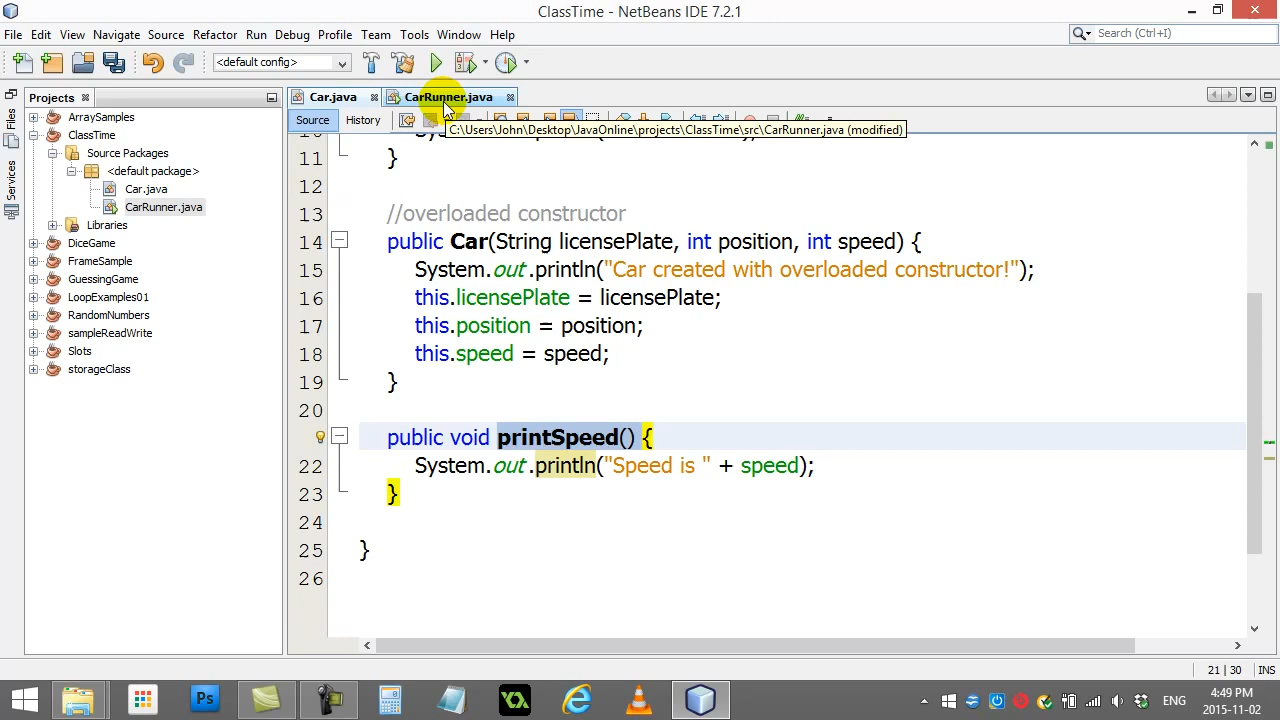 ClassTime - NetBeans IDE 7.2.1
File Edit View Navigate Source Refactor Run Debug Profile Team Tools Window Help
Search (Ctrl+I)
<default config>
Projects
Car.java
CarRunner.java
Source
History
C:\Users\John\Desktop\JavaOnline\projects\ClassTime\src\CarRunner.java (modified)
Files
Services
ArraySamples
ClassTime
Source Packages
<default package>
Car.java
CarRunner.java
Libraries
DiceGame
FrameSample
GuessingGame
LoopExamples01
RandomNumbers
sampleReadWrite
Slots
storageClass
11 }
12
13 //overloaded constructor
14 public Car(String licensePlate, int position, int speed) {
15 System.out.println("Car created with overloaded constructor!");
16 this.licensePlate = licensePlate;
17 this.position = position;
18 this.speed = speed;
19 }
20
public void printSpeed() {
22 System.out.println("Speed is " + speed);
23 }
24
25 }
26
21 | 30 INS
Ps
ENG
4:49 PM
2015-11-02